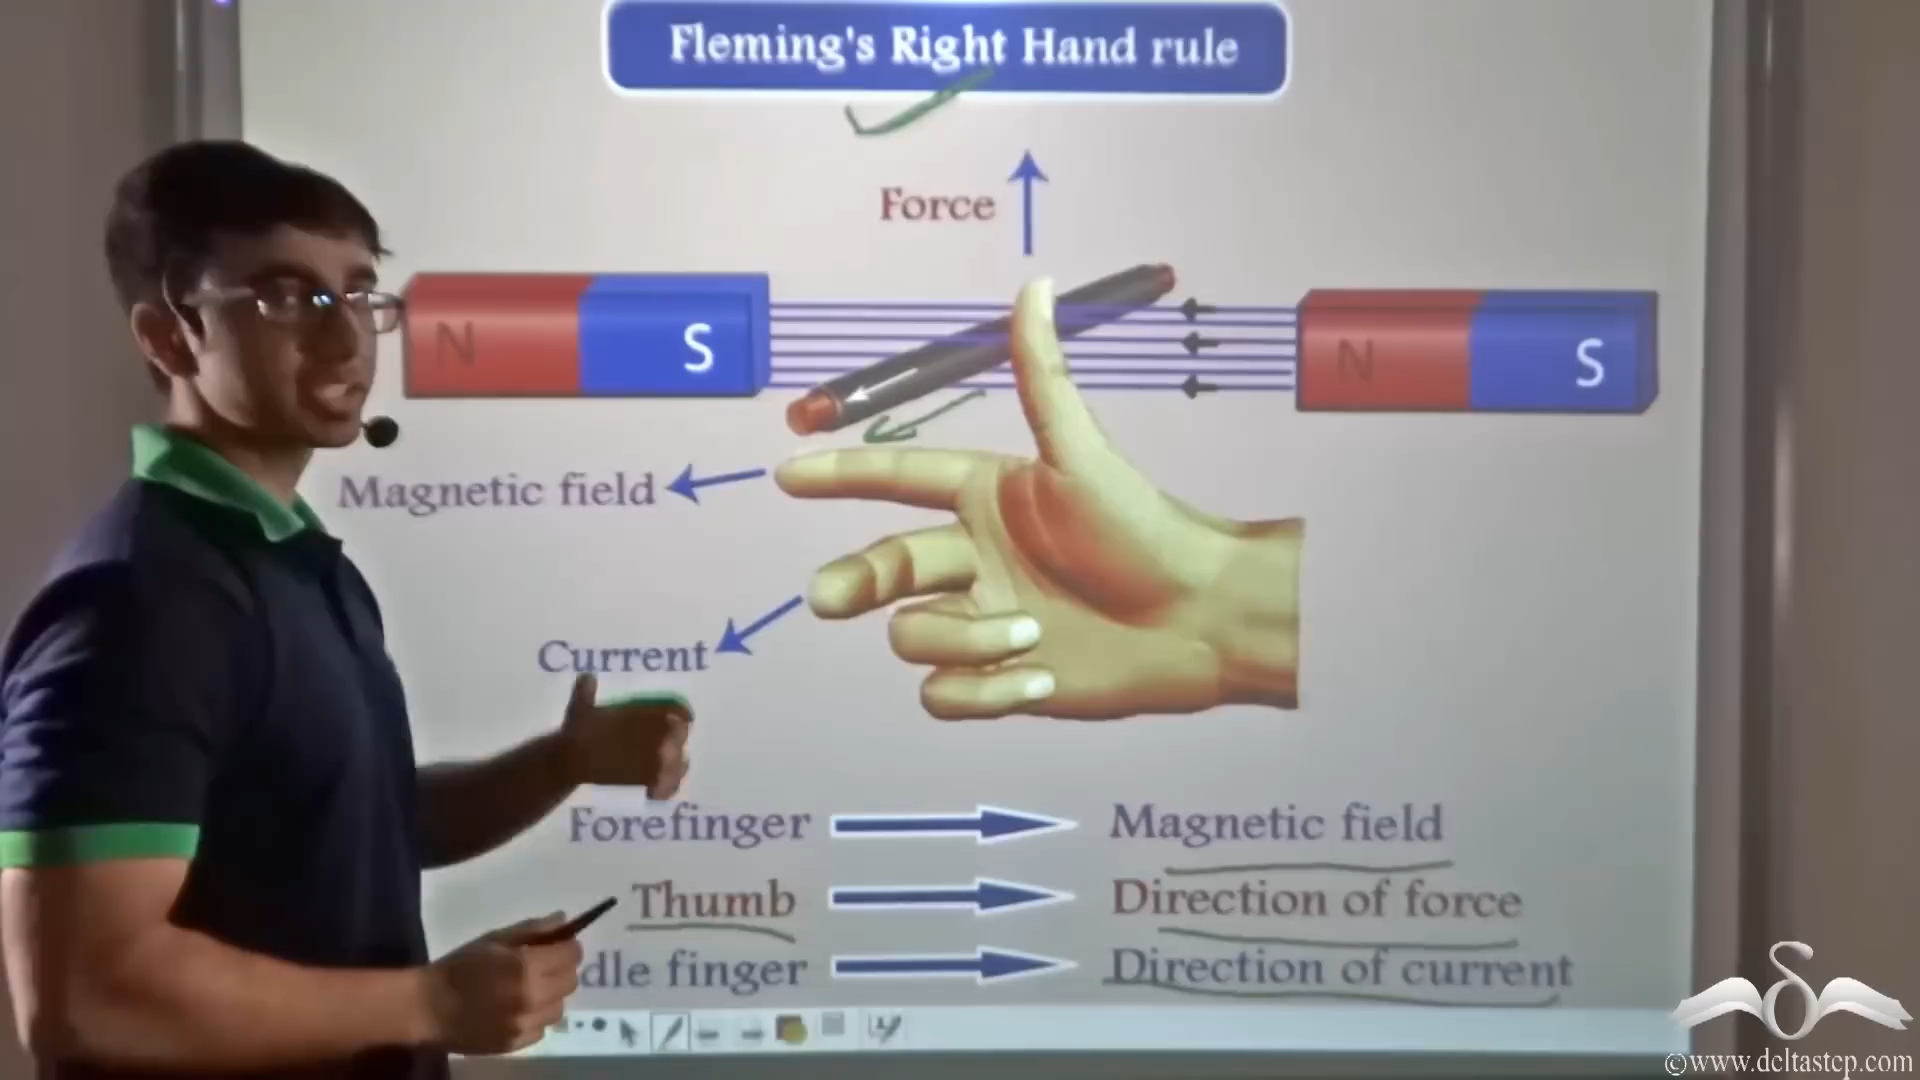 Fleming's Right Hand rule
Force
N
S
N
S
Magnetic field
Current
Forefinger
Magnetic field
Thumb
Direction of force
dle finger
Direction of current
©www.deltastep.com